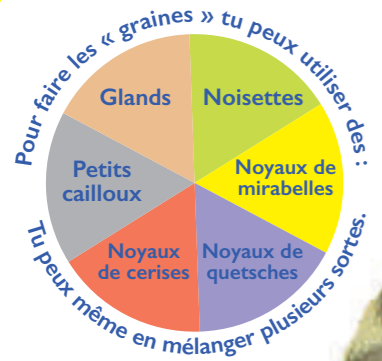 Pour faire les « graines » tu peux utiliser des :
Glands
Noisettes
Petits
cailloux
Noyaux de
mirabelles
Noyaux
de cerises
Noyaux de
quetsches
Tu peux même en mélanger plusieurs sortes.